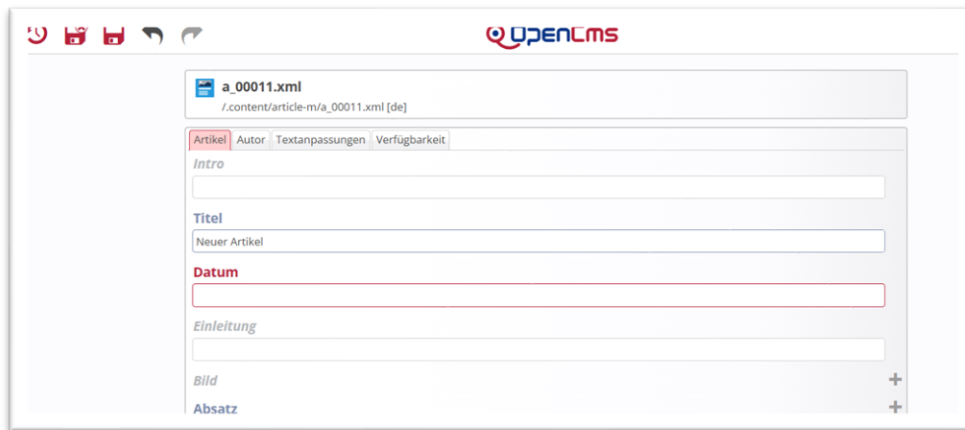 OpenCms
a_00011.xml
/.content/article-m/a_00011.xml [de]
Artikel Autor Textanpassungen Verfügbarkeit
Intro
Titel
Neuer Artikel
Datum
Einleitung
Bild
Absatz